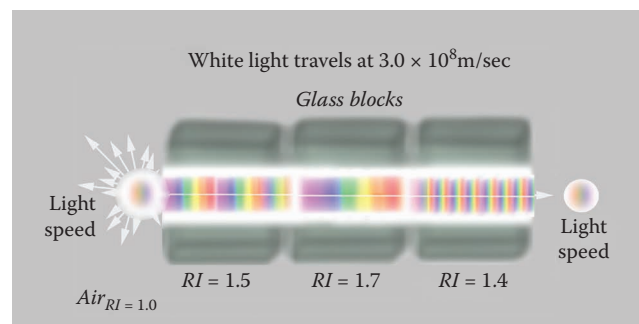 White light travels at 3.0 × 10⁸m/sec
Glass blocks
Light
speed
Light
speed
RI = 1.5
RI = 1.7
RI = 1.4
Air_RI = 1.0